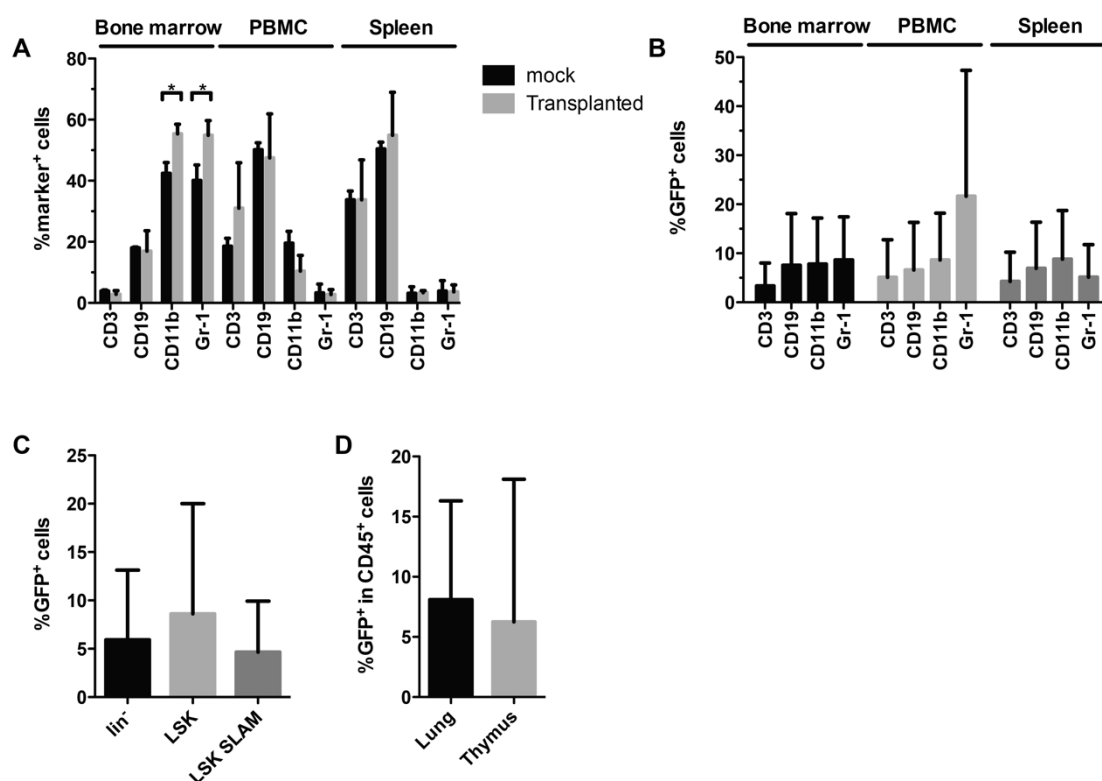 A
Bone marrow PBMC Spleen
%marker⁺ cells
80
60
40
20
0
* *
CD3 CD19 CD11b Gr-1 CD3 CD19 CD11b Gr-1 CD3 CD19 CD11b Gr-1
mock
Transplanted
B
Bone marrow PBMC Spleen
%GFP⁺ cells
50
40
30
20
10
0
CD3 CD19 CD11b Gr-1 CD3 CD19 CD11b Gr-1 CD3 CD19 CD11b Gr-1
C
%GFP⁺ cells
25
20
15
10
5
0
lin⁻ LSK LSK SLAM
D
%GFP⁺ in CD45⁺ cells
20
15
10
5
0
Lung Thymus